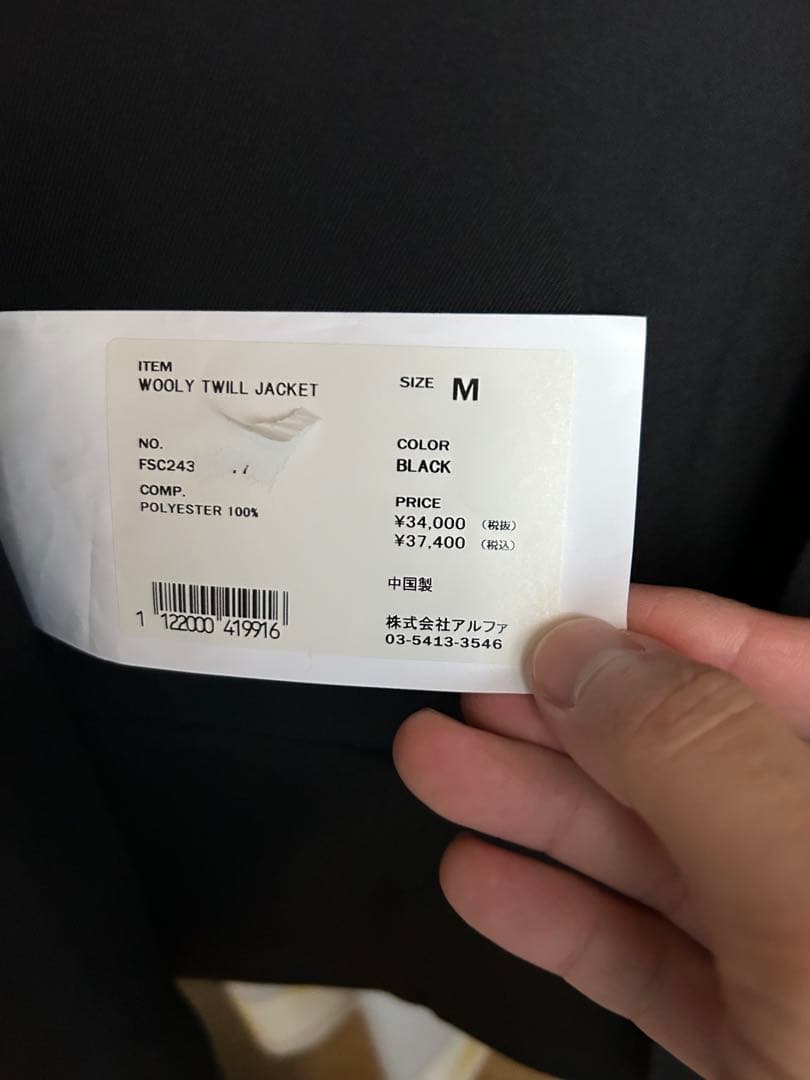 ITEM
WOOLY TWILL JACKET
SIZE M
NO.
FSC243
COMP.
POLYESTER 100%
COLOR
BLACK
PRICE
¥34,000 (税抜)
¥37,400 (税込)
中国製
株式会社アルファ
03-5413-3546
1 122000 419916